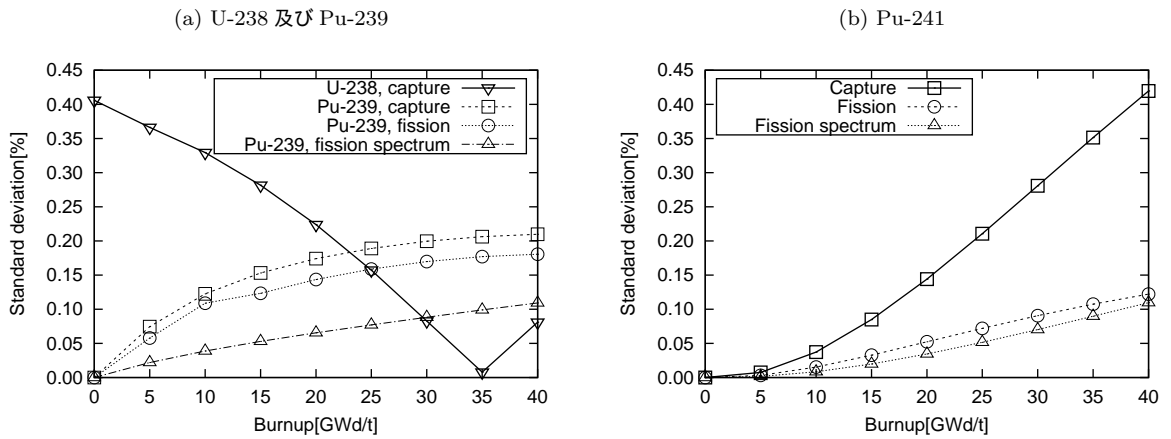 (a) U-238 及び Pu-239
0.45
0.40
0.35
0.30
0.25
0.20
0.15
0.10
0.05
0.00
Standard deviation[%]
U-238, capture
Pu-239, capture
Pu-239, fission
Pu-239, fission spectrum
0 5 10 15 20 25 30 35 40
Burnup[GWd/t]
(b) Pu-241
0.45
0.40
0.35
0.30
0.25
0.20
0.15
0.10
0.05
0.00
Standard deviation[%]
Capture
Fission
Fission spectrum
0 5 10 15 20 25 30 35 40
Burnup[GWd/t]